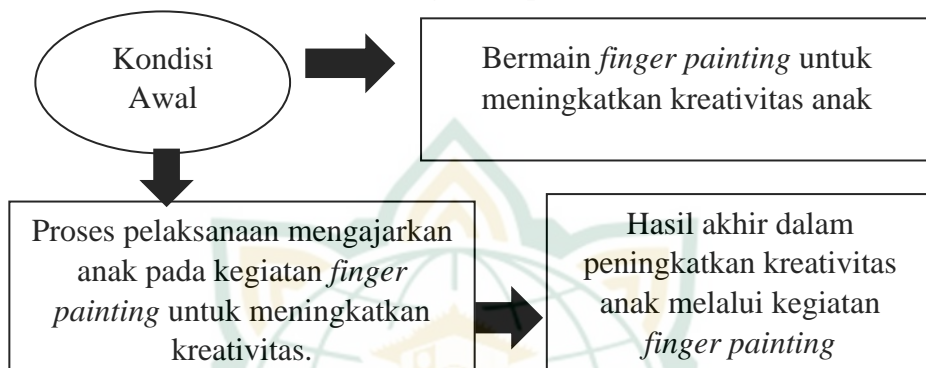 Kondisi
Awal
Bermain finger painting untuk
meningkatkan kreativitas anak
Proses pelaksanaan mengajarkan
anak pada kegiatan finger
painting untuk meningkatkan
kreativitas.
Hasil akhir dalam
peningkatkan kreativitas
anak melalui kegiatan
finger painting